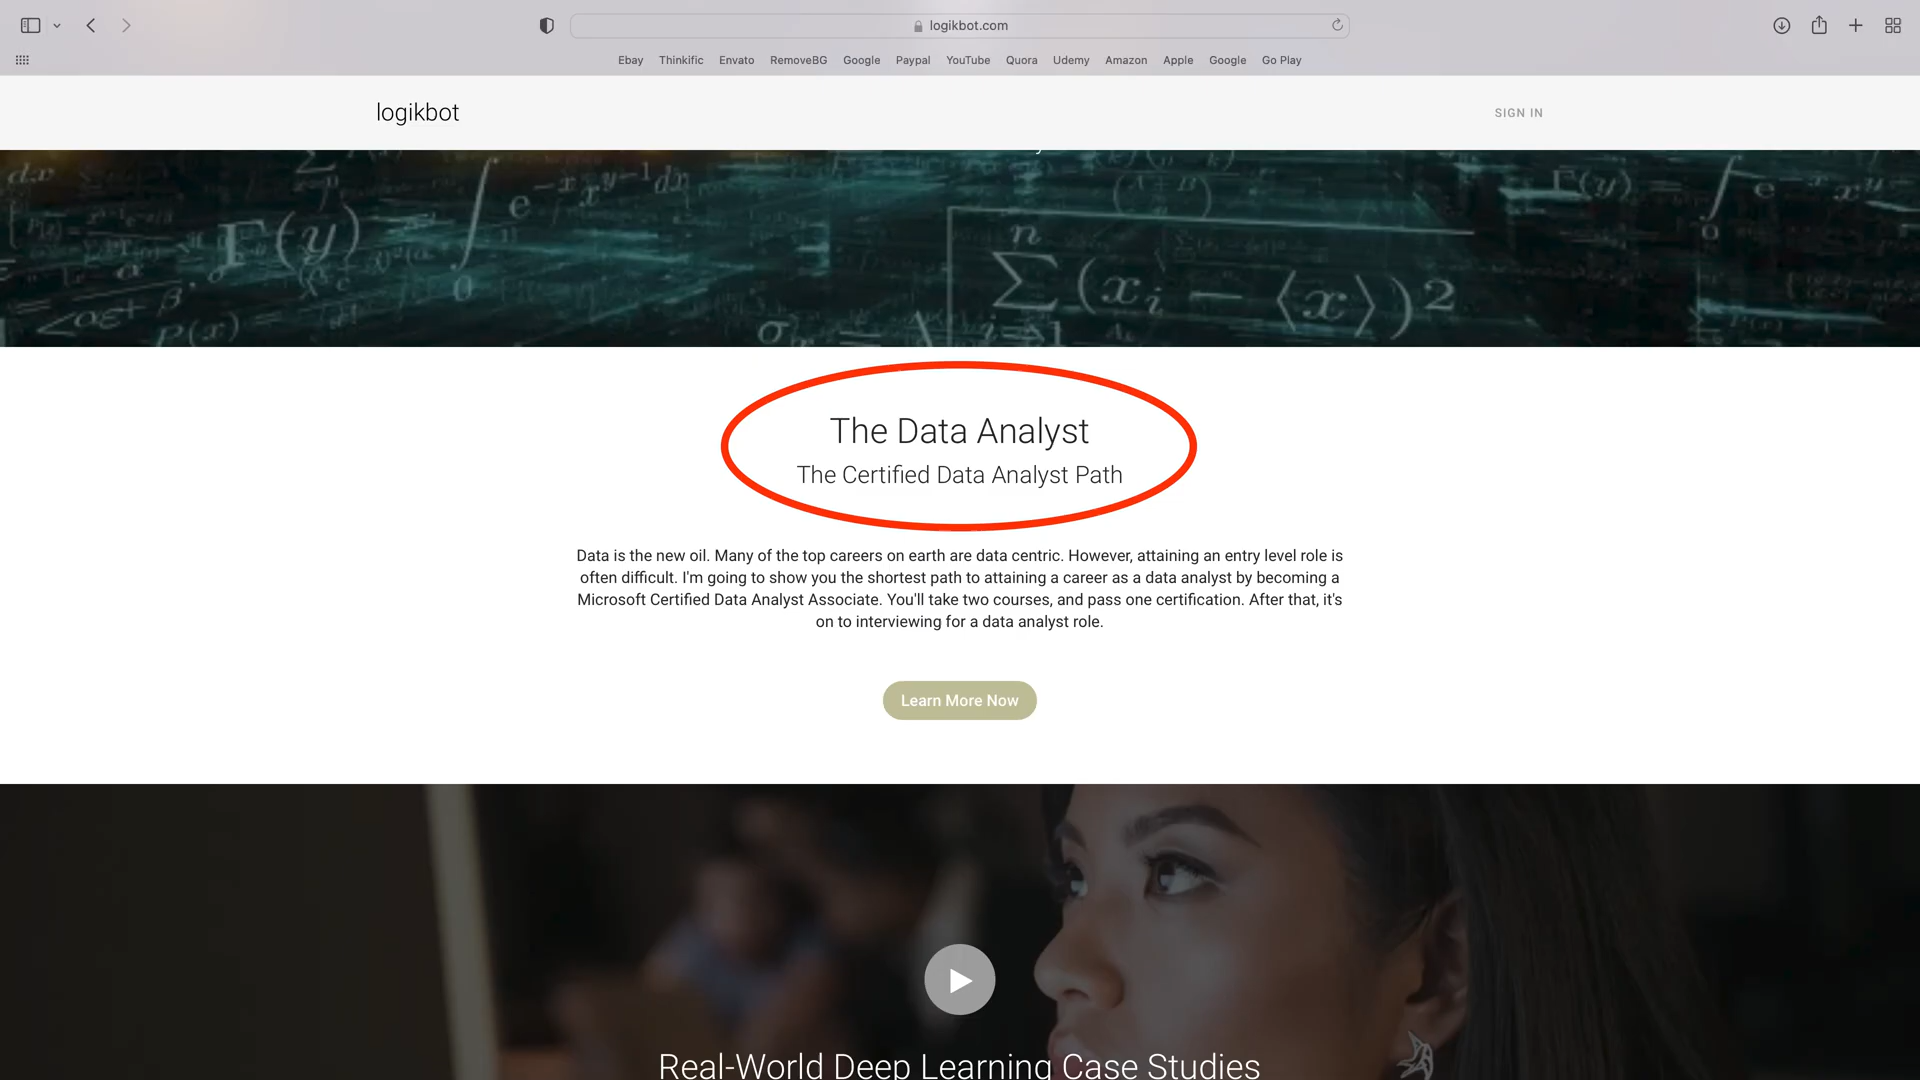 logikbot.com
Ebay Thinkific Envato RemoveBG Google Paypal YouTube Quora Udemy Amazon Apple Google Go Play
logikbot
SIGN IN
The Data Analyst
The Certified Data Analyst Path
Data is the new oil. Many of the top careers on earth are data centric. However, attaining an entry level role is
often difficult. I'm going to show you the shortest path to attaining a career as a data analyst by becoming a
Microsoft Certified Data Analyst Associate. You'll take two courses, and pass one certification. After that, it's
on to interviewing for a data analyst role.
Learn More Now
Real-World Deep Learning Case Studies